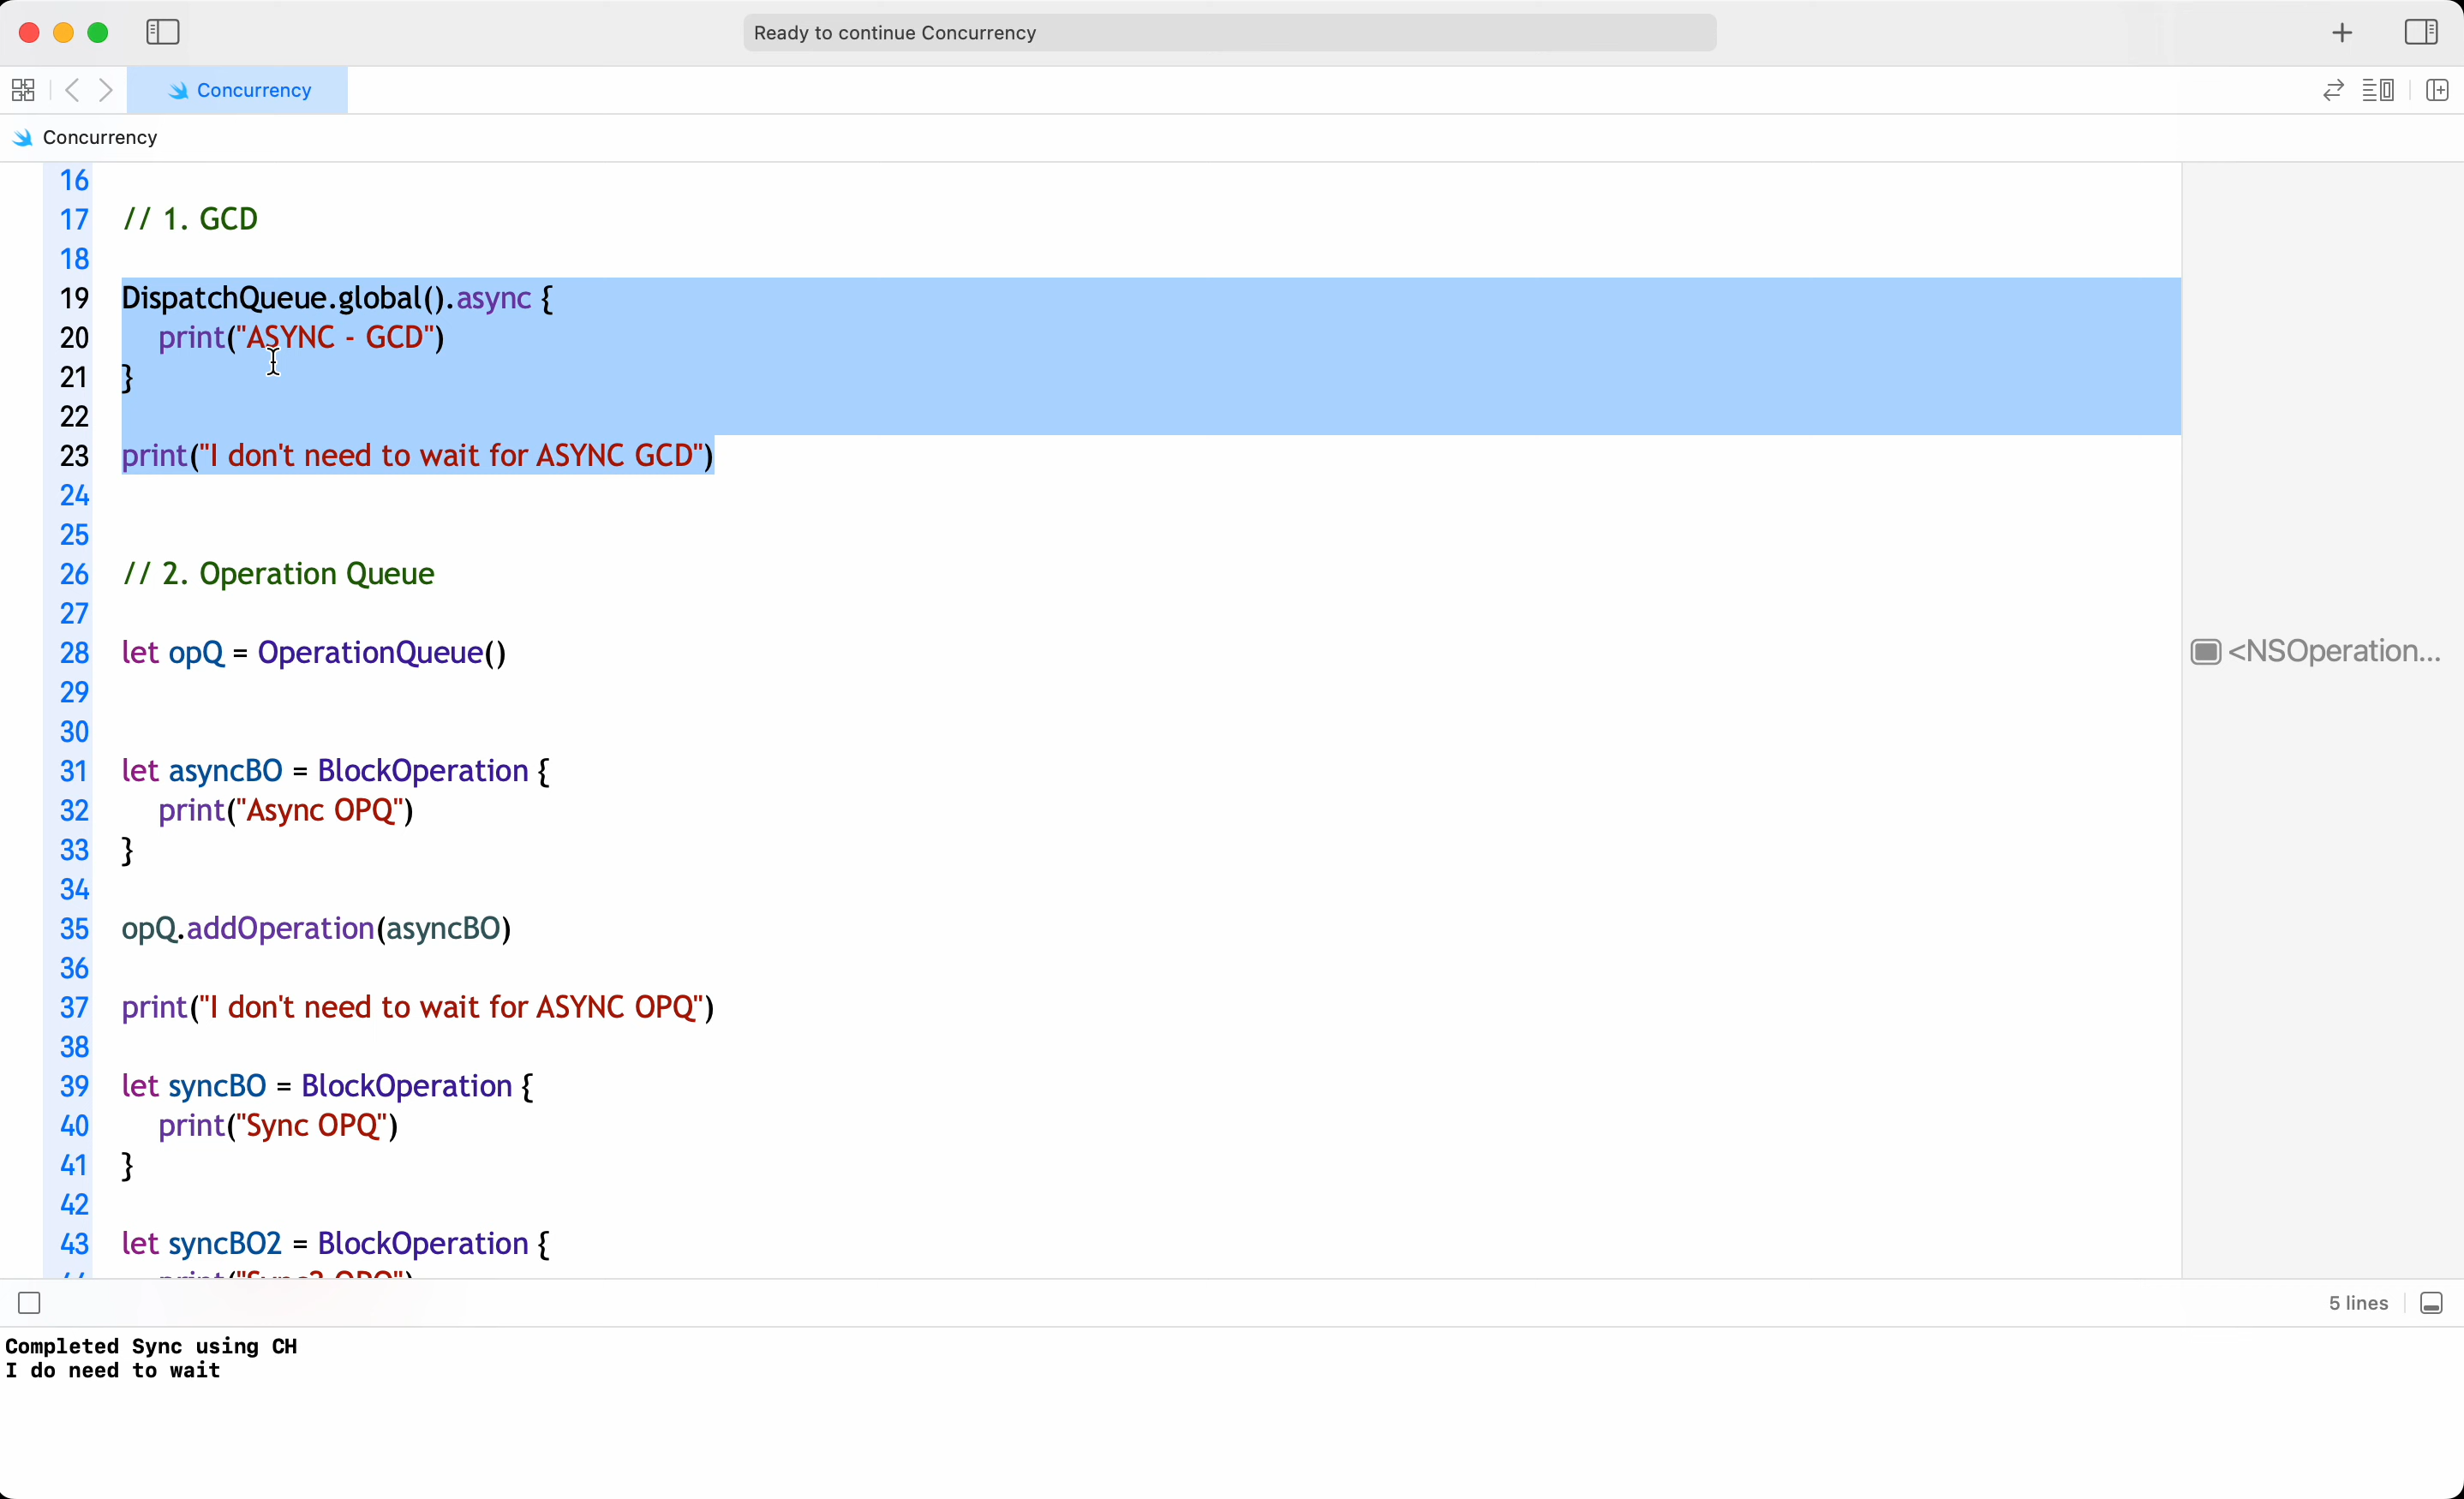 Ready to continue Concurrency
Concurrency
Concurrency
16
17 // 1. GCD
18
19 DispatchQueue.global().async {
20 print("ASYNC - GCD")
21 }
22
23 print("I don't need to wait for ASYNC GCD")
24
25
26 // 2. Operation Queue
27
28 let opQ = OperationQueue() <NSOperation...
29
30
31 let asyncBO = BlockOperation {
32 print("Async OPQ")
33 }
34
35 opQ.addOperation(asyncBO)
36
37 print("I don't need to wait for ASYNC OPQ")
38
39 let syncBO = BlockOperation {
40 print("Sync OPQ")
41 }
42
43 let syncBO2 = BlockOperation {
44 print("Sync2 OPQ")
5 lines
Completed Sync using CH
I do need to wait